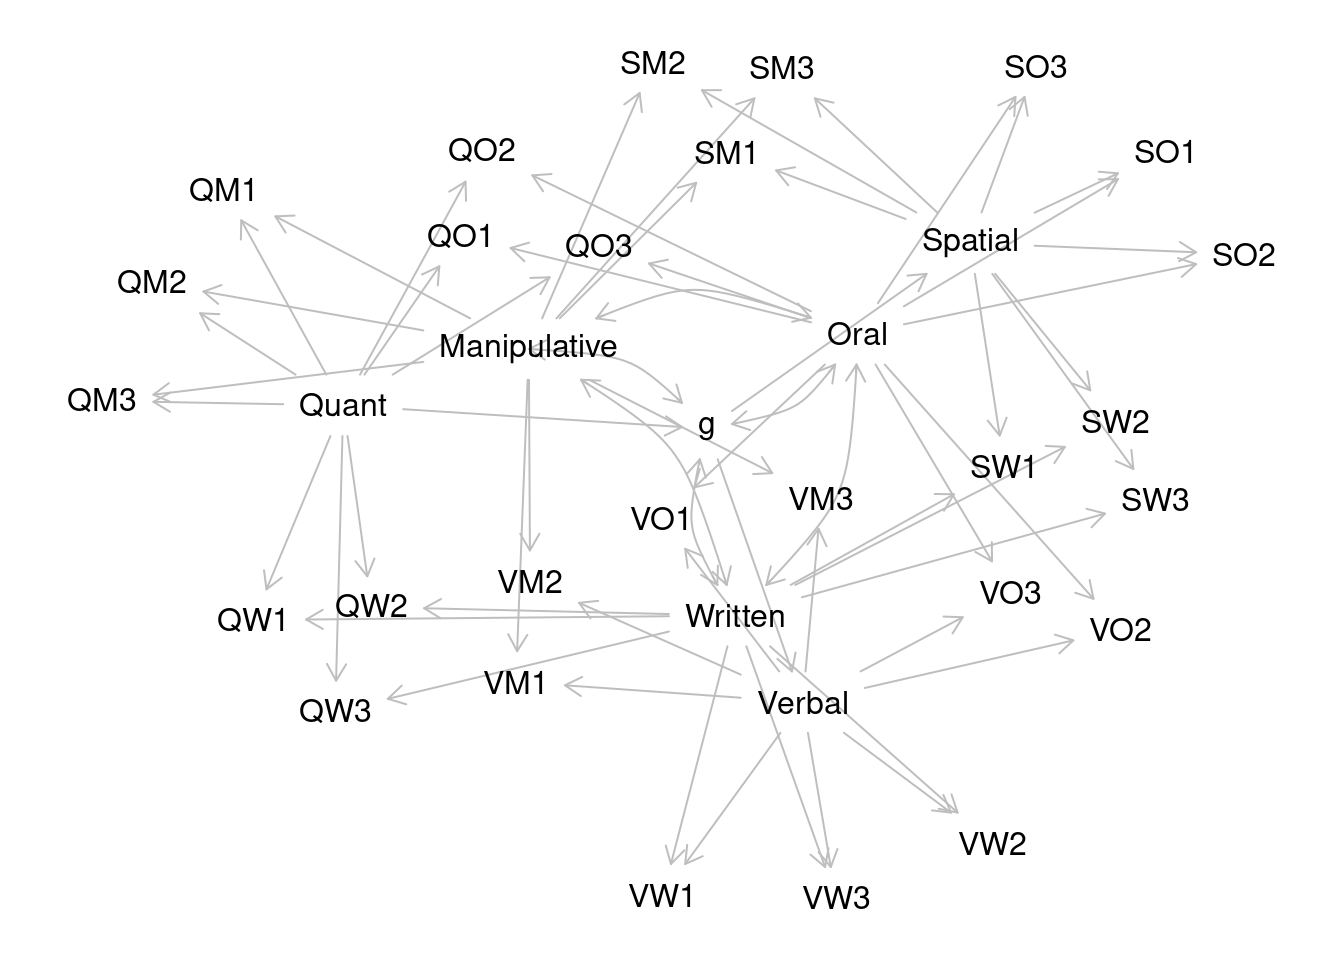 SM2
SM3
SO3
QO2
SM1
SO1
QM1
QO1
QO3
Spatial
SO2
QM2
Manipulative
Oral
QM3
Quant
g
SW2
SW1
VM3
SW3
VO1
VM2
VO3
QW1
QW2
Written
VO2
VM1
QW3
Verbal
VW2
VW1
VW3